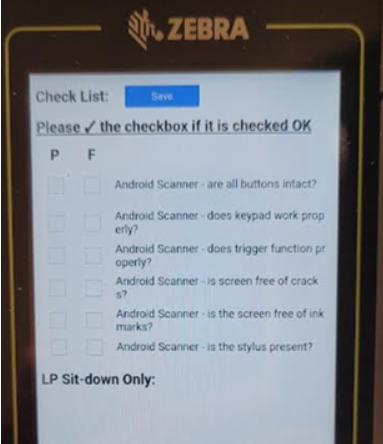 ZEBRA
Check List: Save
Please ✓ the checkbox if it is checked OK
P F
Android Scanner - are all buttons intact?
Android Scanner - does keypad work prop
erly?
Android Scanner - does trigger function pr
operly?
Android Scanner - is screen free of crack
s?
Android Scanner - is the screen free of ink
marks?
Android Scanner - is the stylus present?
LP Sit-down Only: